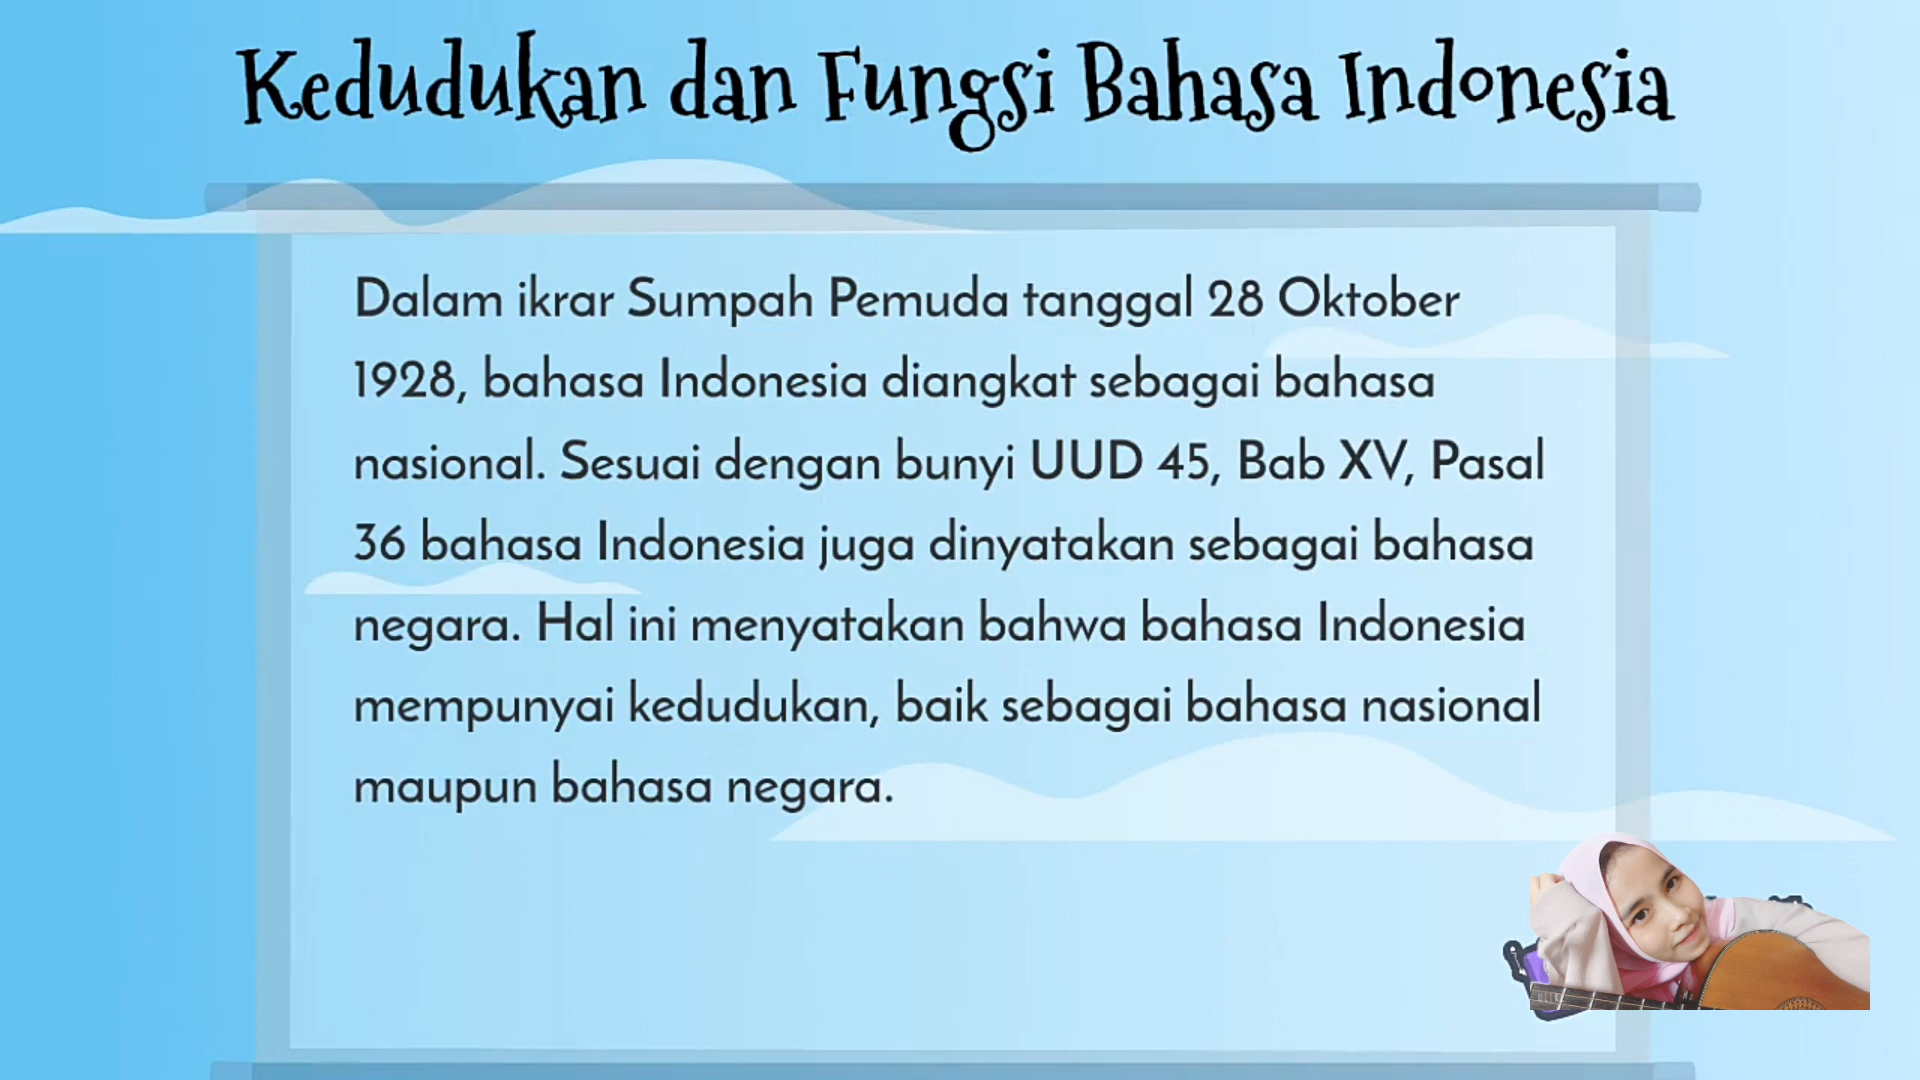 Kedudukan dan Fungsi Bahasa Indonesia
Dalam ikrar Sumpah Pemuda tanggal 28 Oktober
1928, bahasa Indonesia diangkat sebagai bahasa
nasional. Sesuai dengan bunyi UUD 45, Bab XV, Pasal
36 bahasa Indonesia juga dinyatakan sebagai bahasa
negara. Hal ini menyatakan bahwa bahasa Indonesia
mempunyai kedudukan, baik sebagai bahasa nasional
maupun bahasa negara.